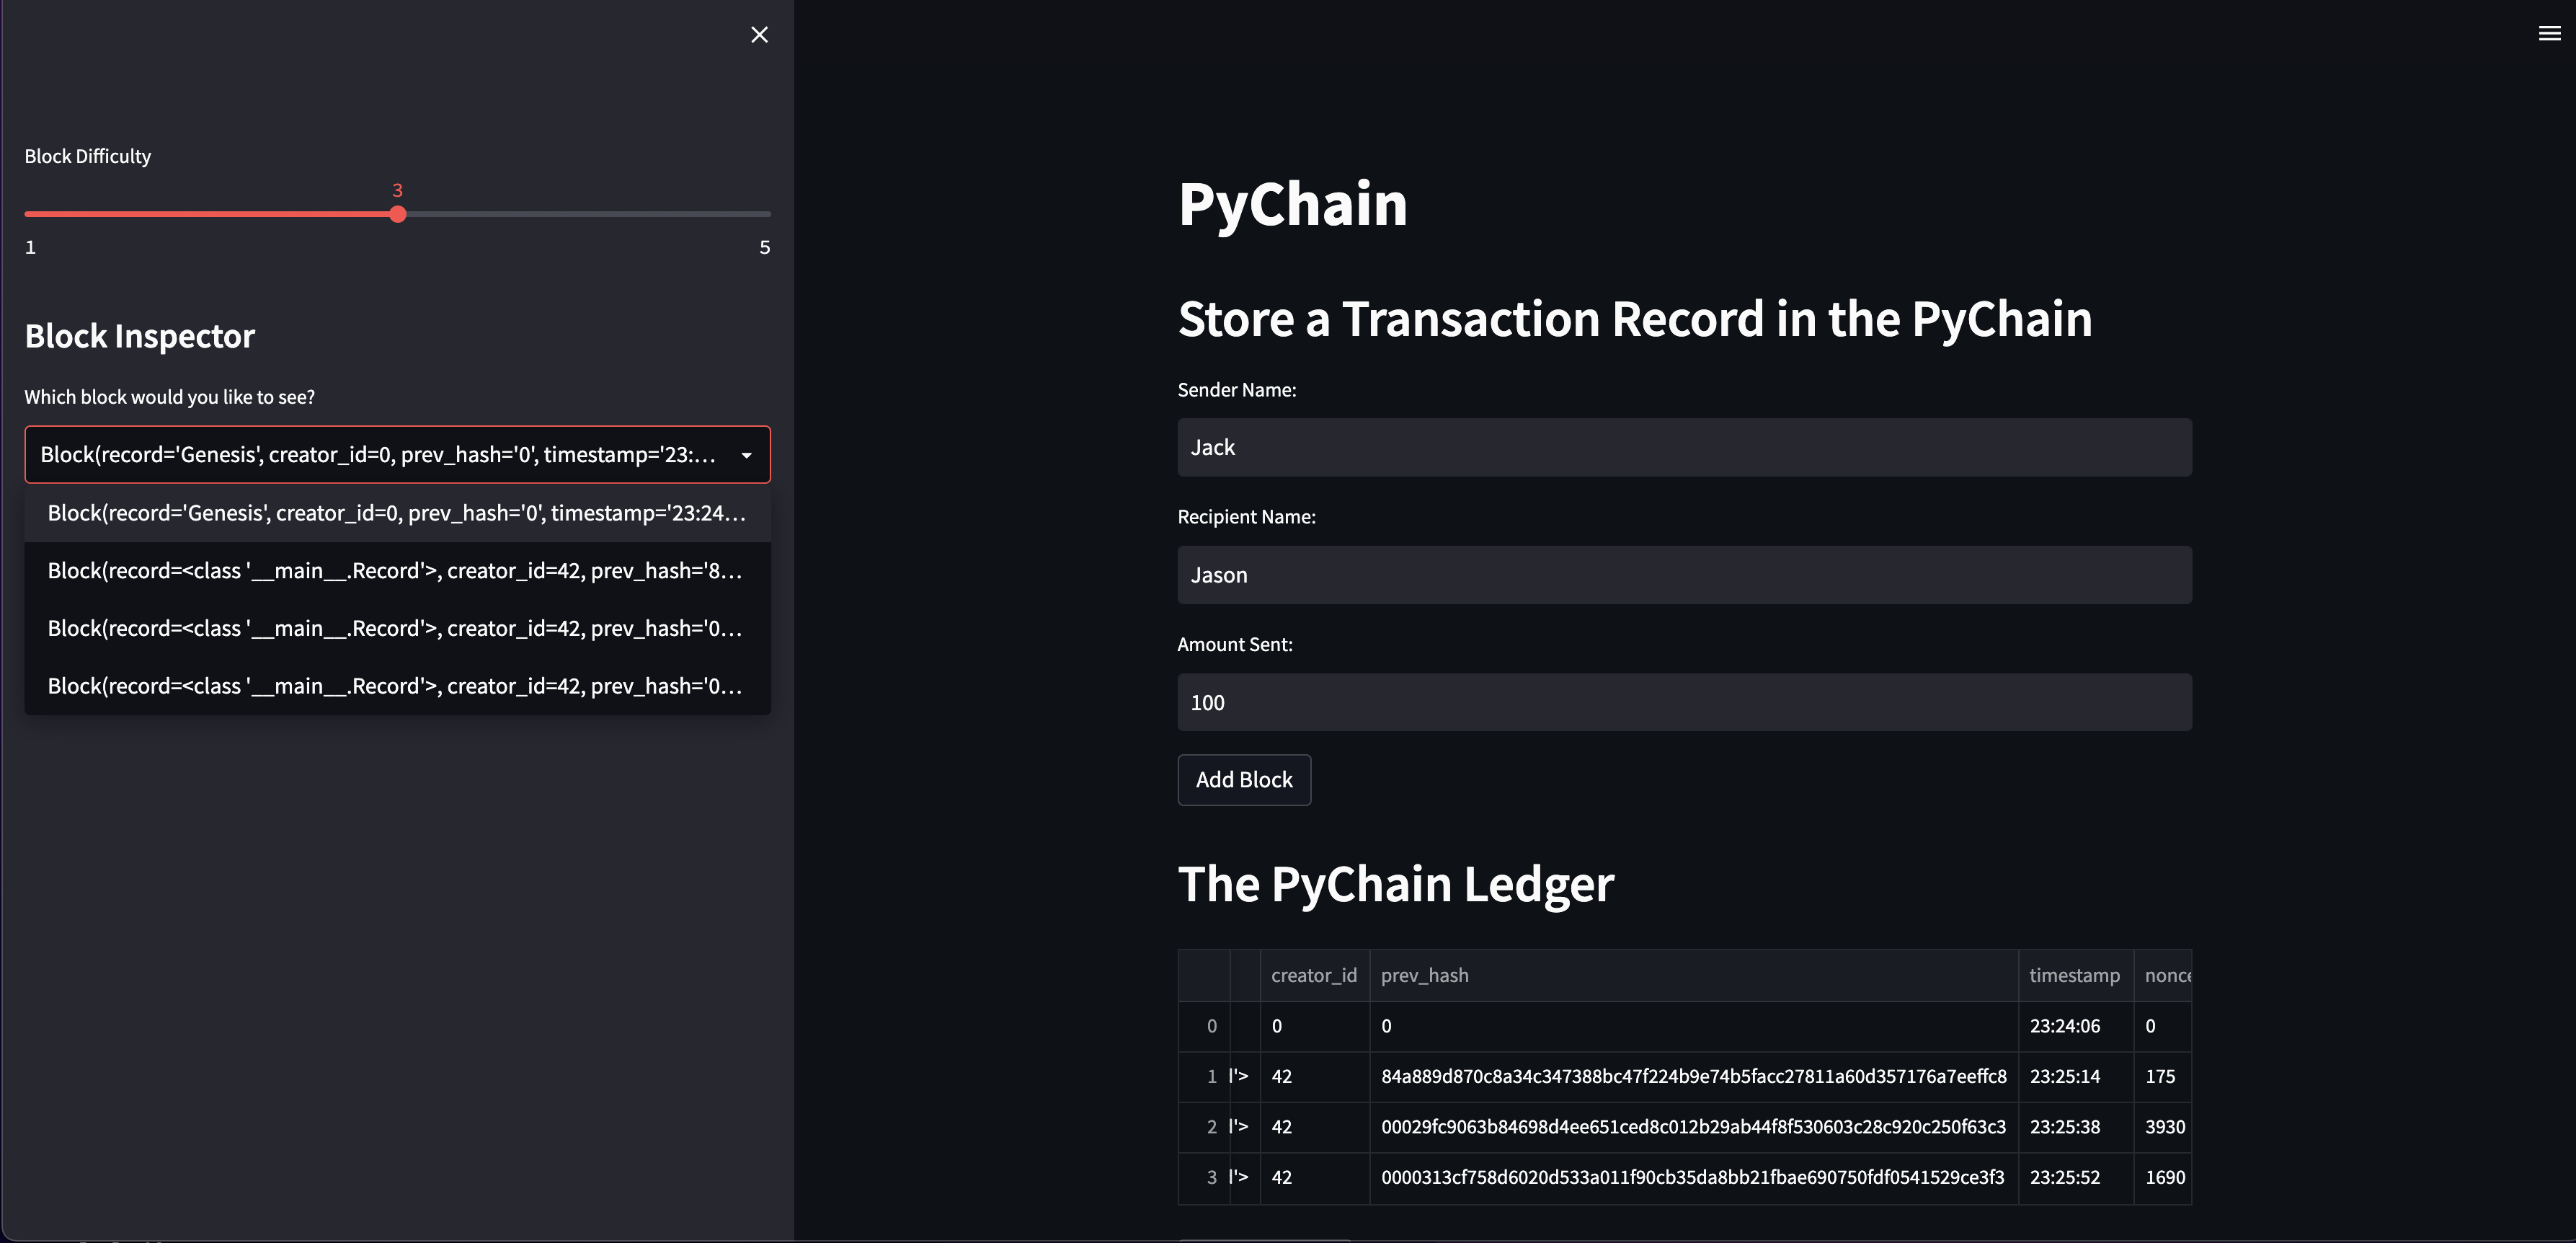 Block Difficulty
3
1 5
Block Inspector
Which block would you like to see?
Block(record='Genesis', creator_id=0, prev_hash='0', timestamp='23:...
Block(record='Genesis', creator_id=0, prev_hash='0', timestamp='23:24...
Block(record=<class '__main__.Record'>, creator_id=42, prev_hash='8...
Block(record=<class '__main__.Record'>, creator_id=42, prev_hash='0...
Block(record=<class '__main__.Record'>, creator_id=42, prev_hash='0...
PyChain
Store a Transaction Record in the PyChain
Sender Name:
Jack
Recipient Name:
Jason
Amount Sent:
100
Add Block
The PyChain Ledger
creator_id prev_hash timestamp nonce
0 0 0 23:24:06 0
1 l'> 42 84a889d870c8a34c347388bc47f224b9e74b5facc27811a60d357176a7eeffc8 23:25:14 175
2 l'> 42 00029fc9063b84698d4ee651ced8c012b29ab44f8f530603c28c920c250f63c3 23:25:38 3930
3 l'> 42 0000313cf758d6020d533a011f90cb35da8bb21fbae690750fdf0541529ce3f3 23:25:52 1690